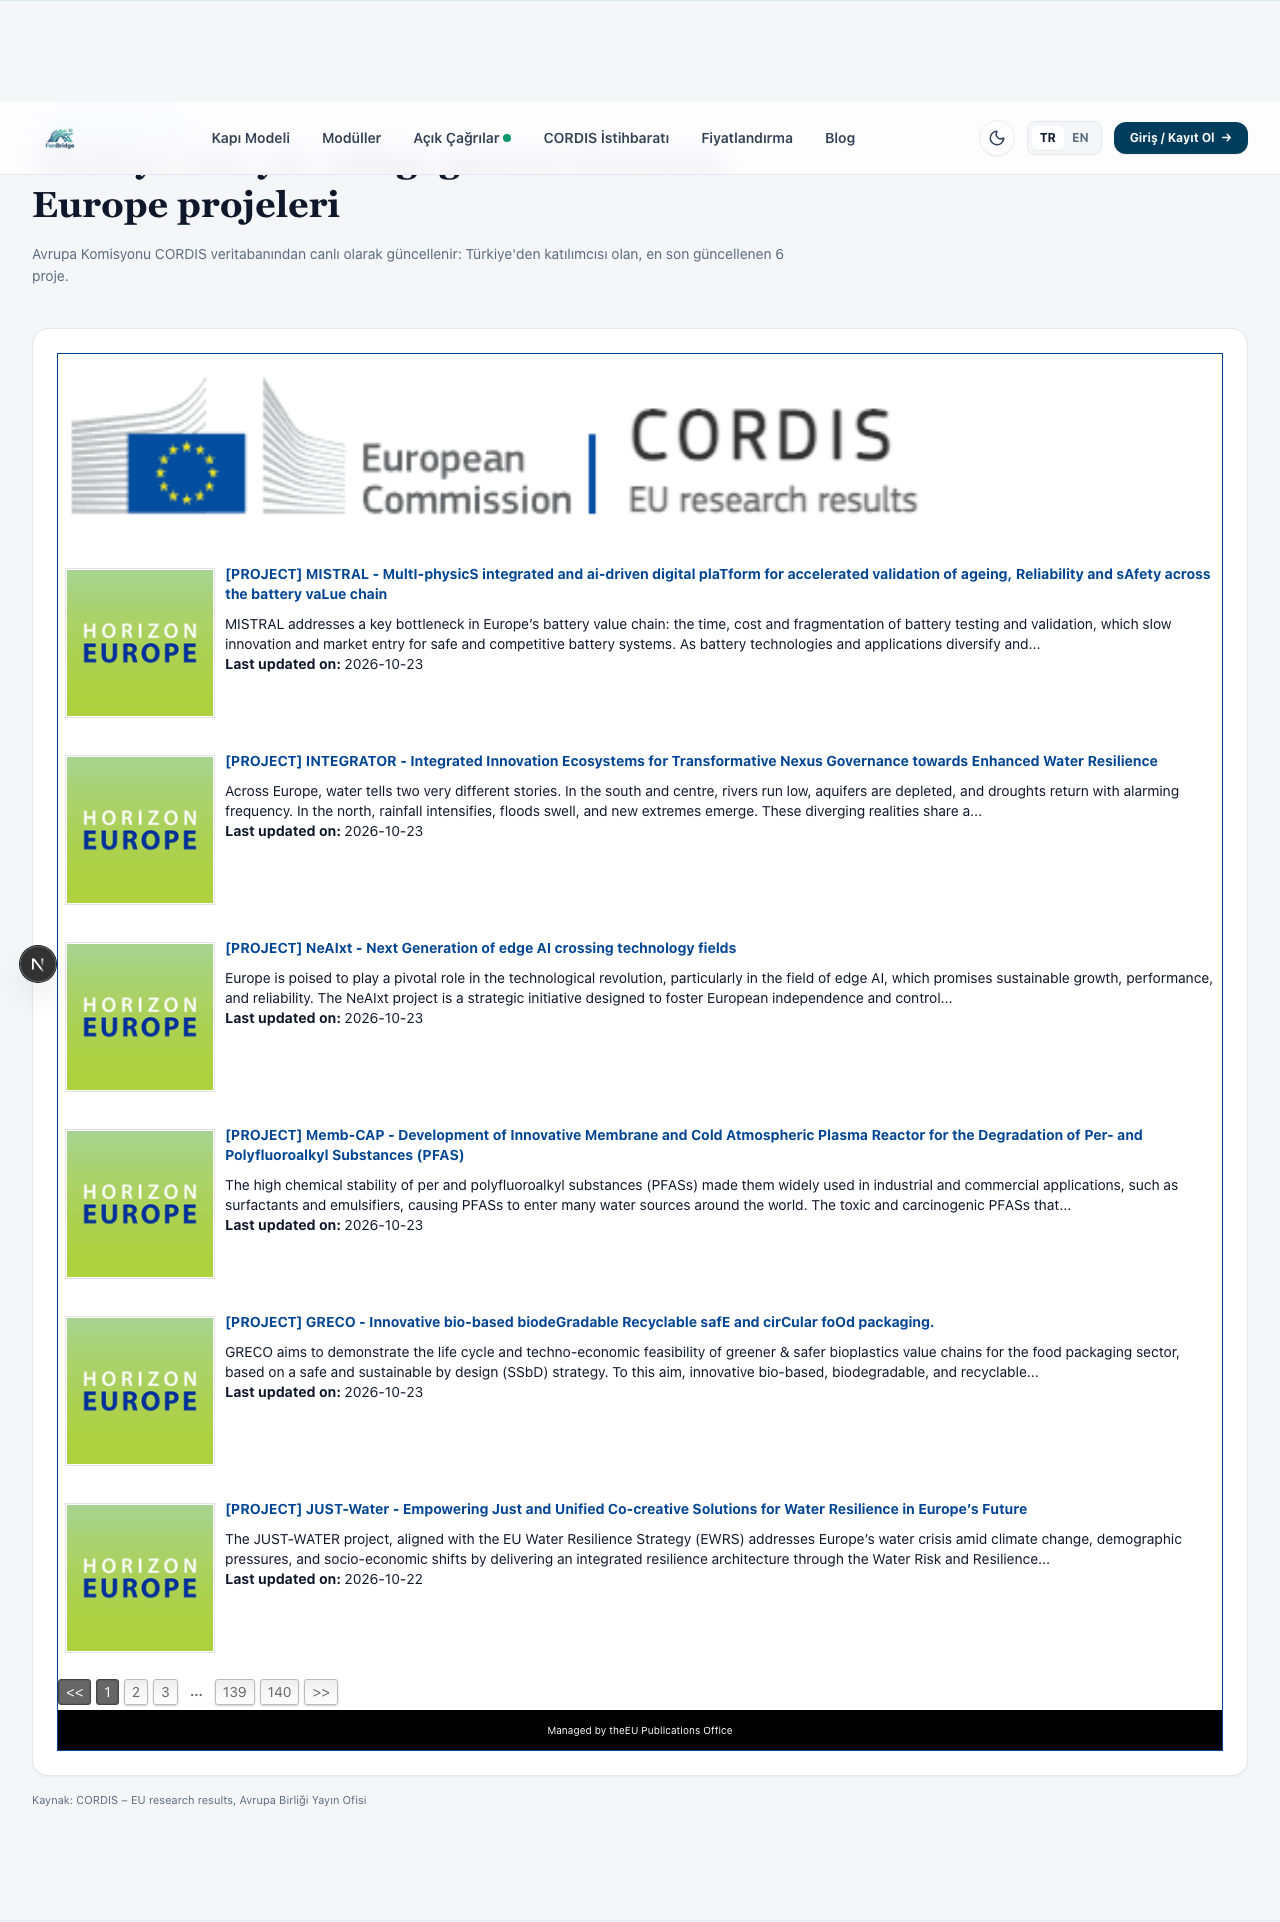 FonBridge
Kapı Modeli
Modüller
Açık Çağrılar
CORDIS İstihbaratı
Fiyatlandırma
Blog
TR
EN
Giriş / Kayıt Ol →
Europe projeleri
Avrupa Komisyonu CORDIS veritabanından canlı olarak güncellenir: Türkiye'den katılımcısı olan, en son güncellenen 6
proje.
European
Commission
CORDIS
EU research results
HORIZON
EUROPE
[PROJECT] MISTRAL - MultI-physicS integrated and ai-driven digital plaTform for accelerated validation of ageing, Reliability and sAfety across
the battery vaLue chain
MISTRAL addresses a key bottleneck in Europe’s battery value chain: the time, cost and fragmentation of battery testing and validation, which slow
innovation and market entry for safe and competitive battery systems. As battery technologies and applications diversify and...
Last updated on: 2026-10-23
HORIZON
EUROPE
[PROJECT] INTEGRATOR - Integrated Innovation Ecosystems for Transformative Nexus Governance towards Enhanced Water Resilience
Across Europe, water tells two very different stories. In the south and centre, rivers run low, aquifers are depleted, and droughts return with alarming
frequency. In the north, rainfall intensifies, floods swell, and new extremes emerge. These diverging realities share a...
Last updated on: 2026-10-23
N
HORIZON
EUROPE
[PROJECT] NeAIxt - Next Generation of edge AI crossing technology fields
Europe is poised to play a pivotal role in the technological revolution, particularly in the field of edge AI, which promises sustainable growth, performance,
and reliability. The NeAIxt project is a strategic initiative designed to foster European independence and control...
Last updated on: 2026-10-23
HORIZON
EUROPE
[PROJECT] Memb-CAP - Development of Innovative Membrane and Cold Atmospheric Plasma Reactor for the Degradation of Per- and
Polyfluoroalkyl Substances (PFAS)
The high chemical stability of per and polyfluoroalkyl substances (PFASs) made them widely used in industrial and commercial applications, such as
surfactants and emulsifiers, causing PFASs to enter many water sources around the world. The toxic and carcinogenic PFASs that...
Last updated on: 2026-10-23
HORIZON
EUROPE
[PROJECT] GRECO - Innovative bio-based biodeGradable Recyclable safE and cirCular foOd packaging.
GRECO aims to demonstrate the life cycle and techno-economic feasibility of greener & safer bioplastics value chains for the food packaging sector,
based on a safe and sustainable by design (SSbD) strategy. To this aim, innovative bio-based, biodegradable, and recyclable...
Last updated on: 2026-10-23
HORIZON
EUROPE
[PROJECT] JUST-Water - Empowering Just and Unified Co-creative Solutions for Water Resilience in Europe’s Future
The JUST-WATER project, aligned with the EU Water Resilience Strategy (EWRS) addresses Europe’s water crisis amid climate change, demographic
pressures, and socio-economic shifts by delivering an integrated resilience architecture through the Water Risk and Resilience...
Last updated on: 2026-10-22
<< 1 2 3 ... 139 140 >>
Managed by theEU Publications Office
Kaynak: CORDIS – EU research results, Avrupa Birliği Yayın Ofisi